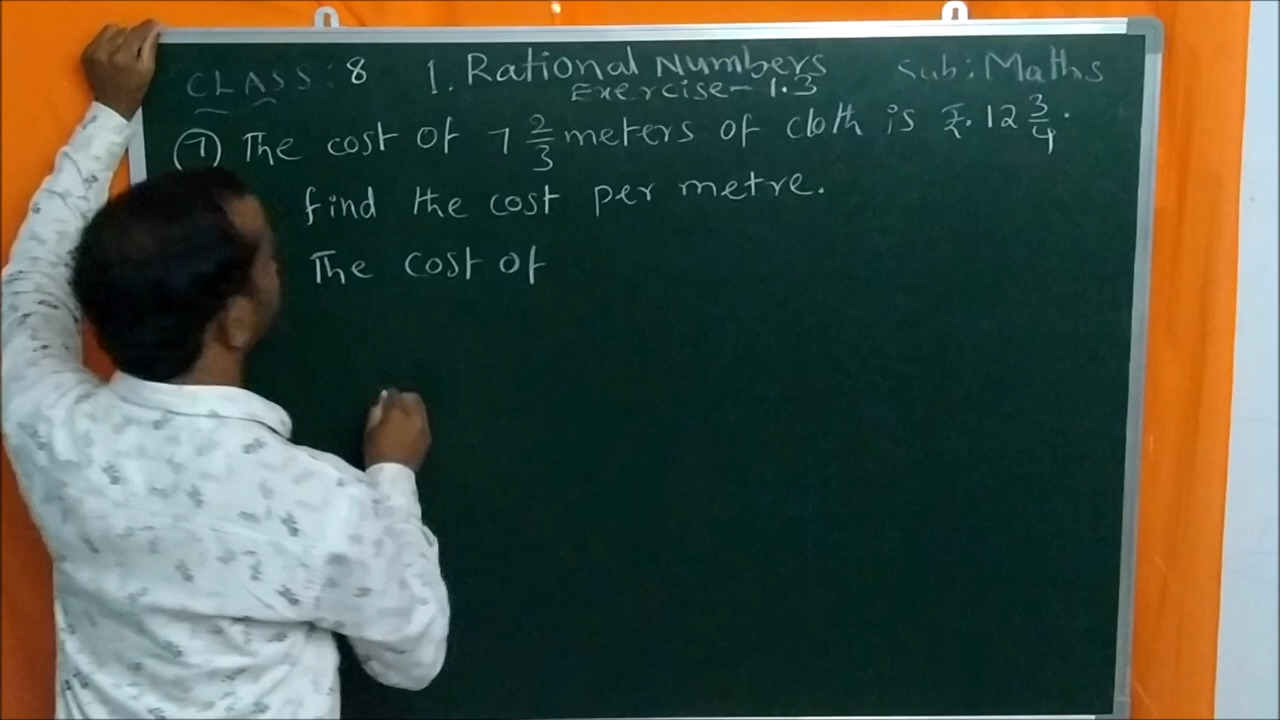 CLASS: 8 1. Rational Numbers Sub: Maths
Exercise - 1.3
(7) The cost of 7 2/3 meters of cloth is ₹. 12 3/4.
find the cost per metre.
The cost of